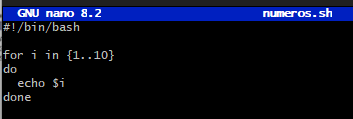 GNU nano 8.2 numeros.sh
#!/bin/bash
for i in {1..10}
do
  echo $i
done